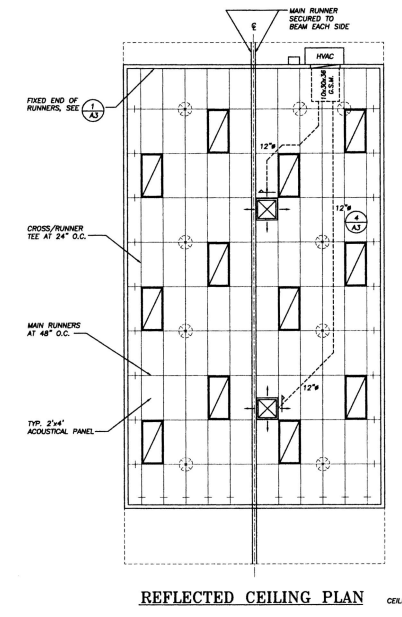 MAIN RUNNER
SECURED TO
BEAM EACH SIDE
HVAC
10x30x36
G.S.M.
FIXED END OF
RUNNERS, SEE
1
A3
12"ø
12"ø
4
A3
CROSS/RUNNER
TEE AT 24" O.C.
MAIN RUNNERS
AT 48" O.C.
12"ø
TYP. 2'x4'
ACOUSTICAL PANEL
REFLECTED CEILING PLAN
CEIL